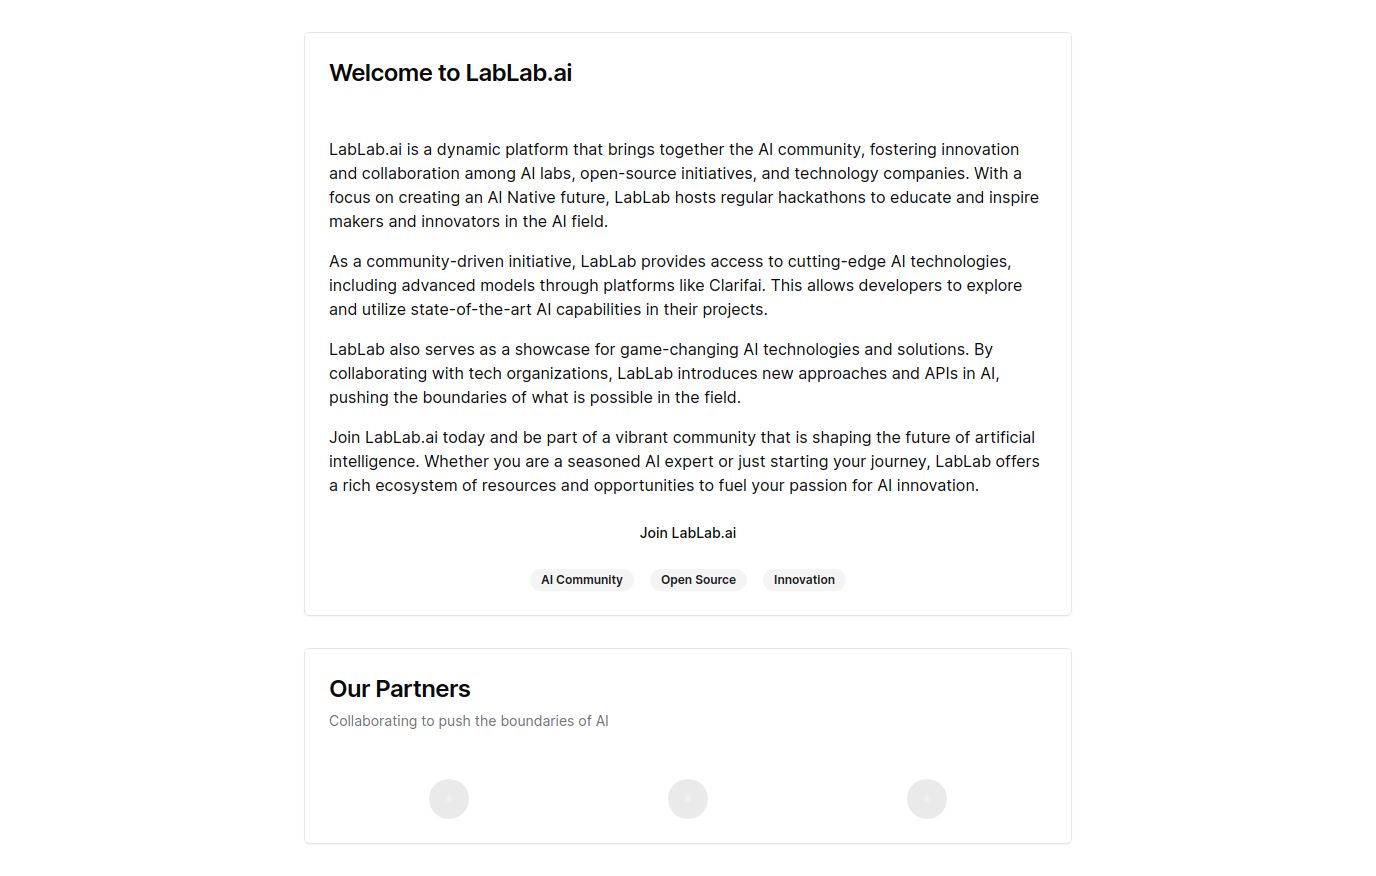 Welcome to LabLab.ai
LabLab.ai is a dynamic platform that brings together the AI community, fostering innovation
and collaboration among AI labs, open-source initiatives, and technology companies. With a
focus on creating an AI Native future, LabLab hosts regular hackathons to educate and inspire
makers and innovators in the AI field.
As a community-driven initiative, LabLab provides access to cutting-edge AI technologies,
including advanced models through platforms like Clarifai. This allows developers to explore
and utilize state-of-the-art AI capabilities in their projects.
LabLab also serves as a showcase for game-changing AI technologies and solutions. By
collaborating with tech organizations, LabLab introduces new approaches and APIs in AI,
pushing the boundaries of what is possible in the field.
Join LabLab.ai today and be part of a vibrant community that is shaping the future of artificial
intelligence. Whether you are a seasoned AI expert or just starting your journey, LabLab offers
a rich ecosystem of resources and opportunities to fuel your passion for AI innovation.
Join LabLab.ai
AI Community Open Source Innovation
Our Partners
Collaborating to push the boundaries of AI